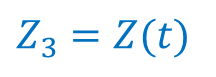 Z₃ = Z(t)